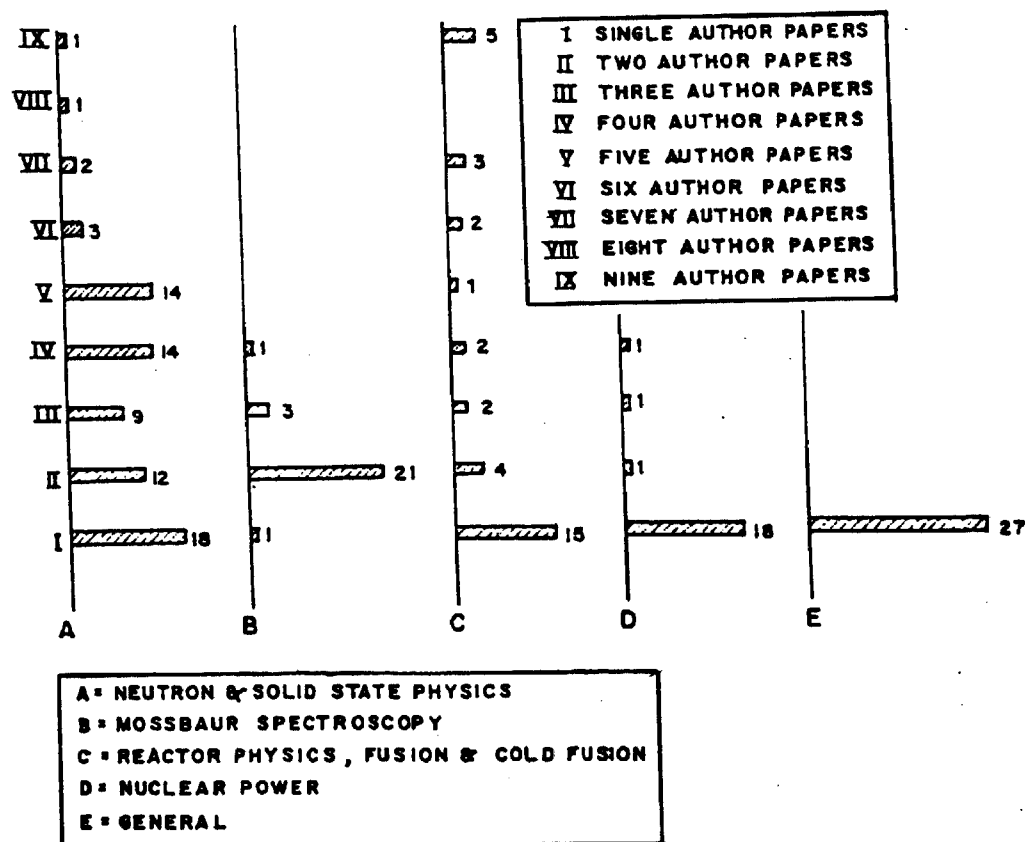 IX 1 5
VIII 1
VII 2 3
VI 3 2
V 14 1
IV 14 1 2 1
III 9 3 2 1
II 12 21 4 1
I 18 1 15 18 27
A B C D E
I SINGLE AUTHOR PAPERS
II TWO AUTHOR PAPERS
III THREE AUTHOR PAPERS
IV FOUR AUTHOR PAPERS
V FIVE AUTHOR PAPERS
VI SIX AUTHOR PAPERS
VII SEVEN AUTHOR PAPERS
VIII EIGHT AUTHOR PAPERS
IX NINE AUTHOR PAPERS
A = NEUTRON & SOLID STATE PHYSICS
B = MOSSBAUR SPECTROSCOPY
C = REACTOR PHYSICS, FUSION & COLD FUSION
D = NUCLEAR POWER
E = GENERAL